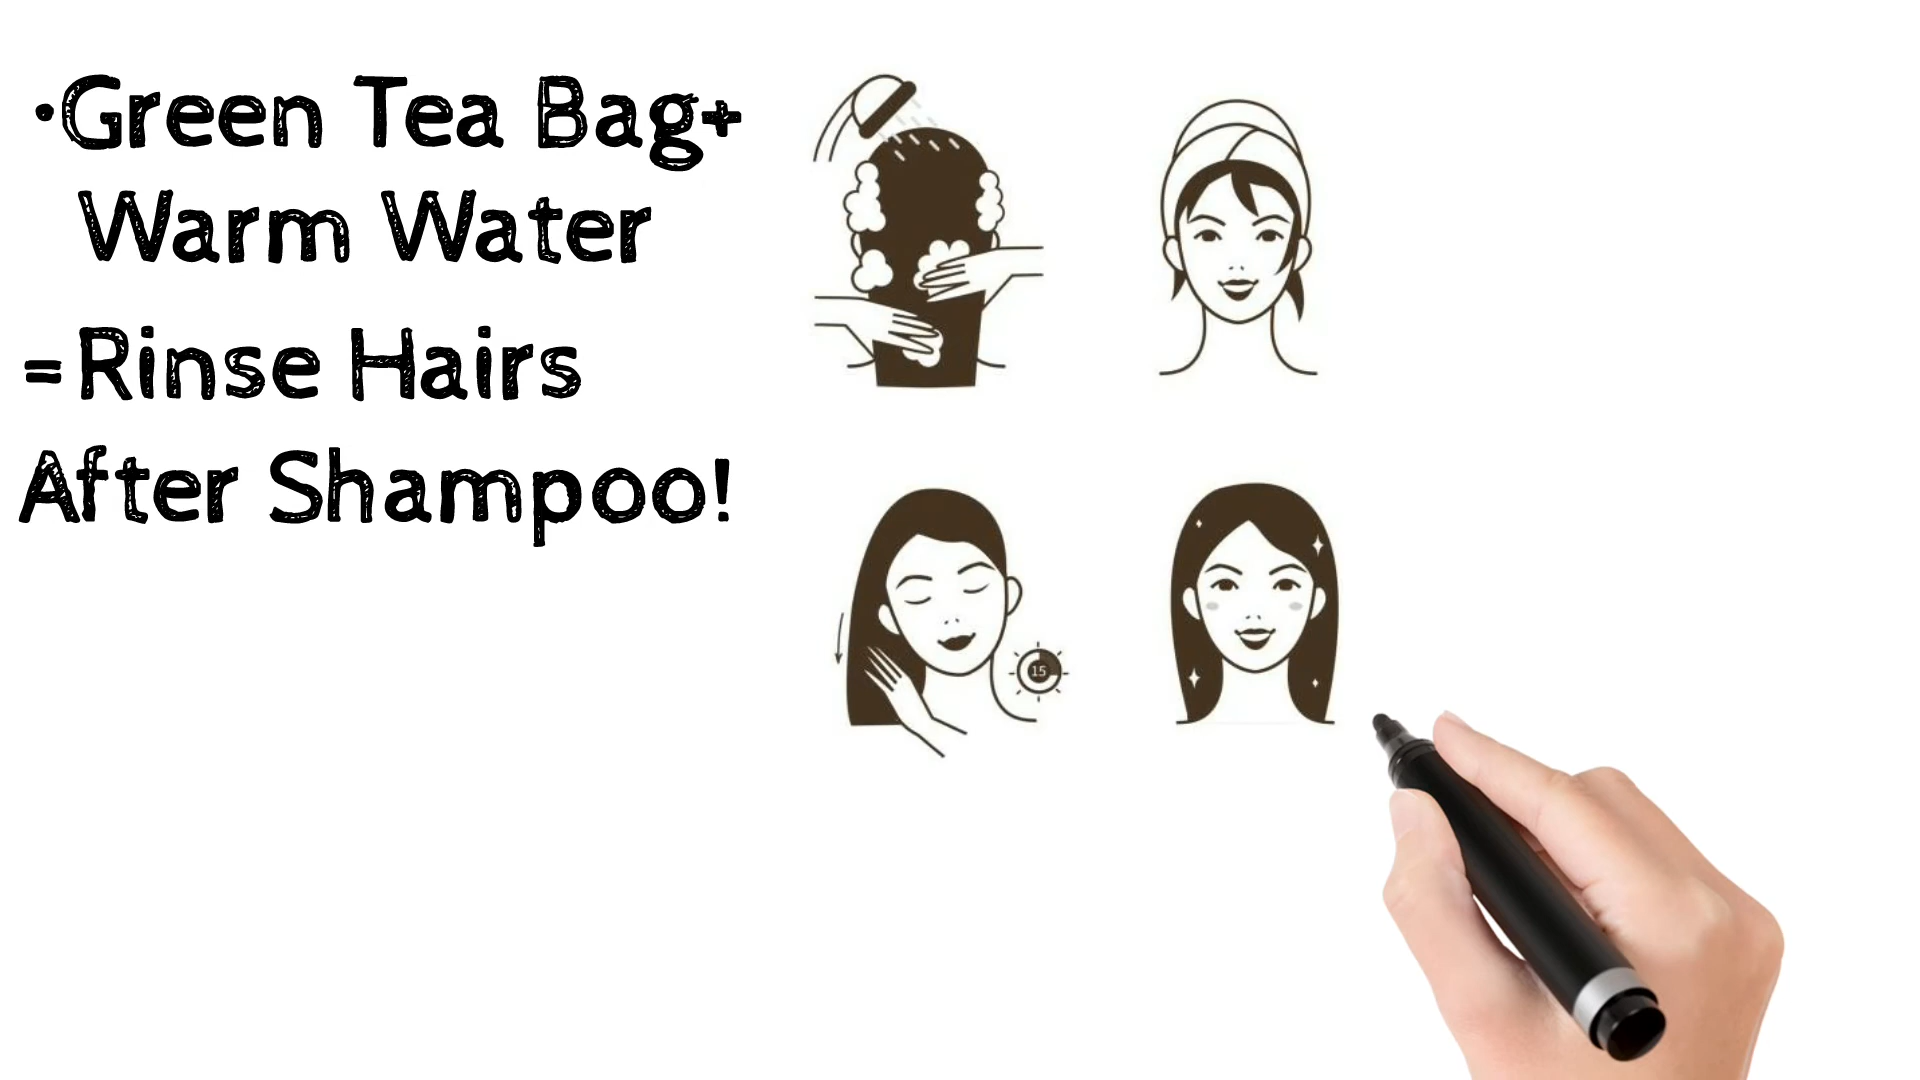 •Green Tea Bag+
Warm Water
=Rinse Hairs
After Shampoo!
15